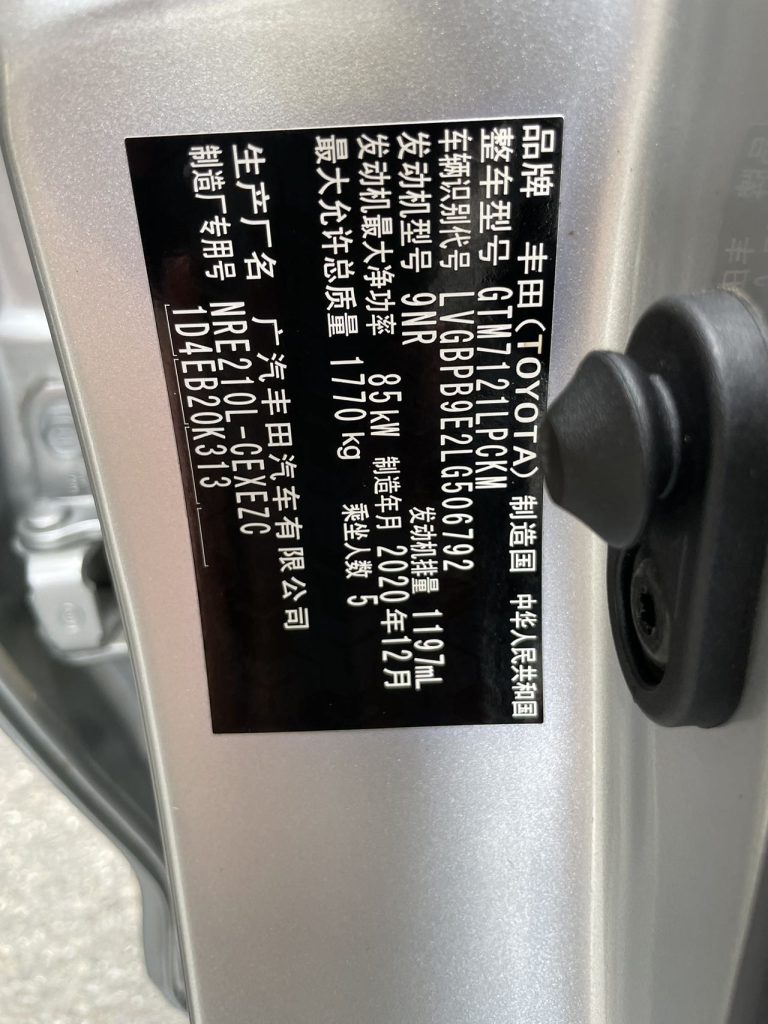 品牌 丰田(TOYOTA) 制造国 中华人民共和国
整车型号 GTM7121LPCKM
车辆识别代号 LVGBPB9E2LG506792
发动机型号 9NR 发动机排量 1197mL
发动机最大净功率 85kW 制造年月 2020年12月
最大允许总质量 1770kg 乘坐人数 5
生产厂名 广汽丰田汽车有限公司
制造厂专用号 NRE210L-CEXEZC
1D4EB20K313